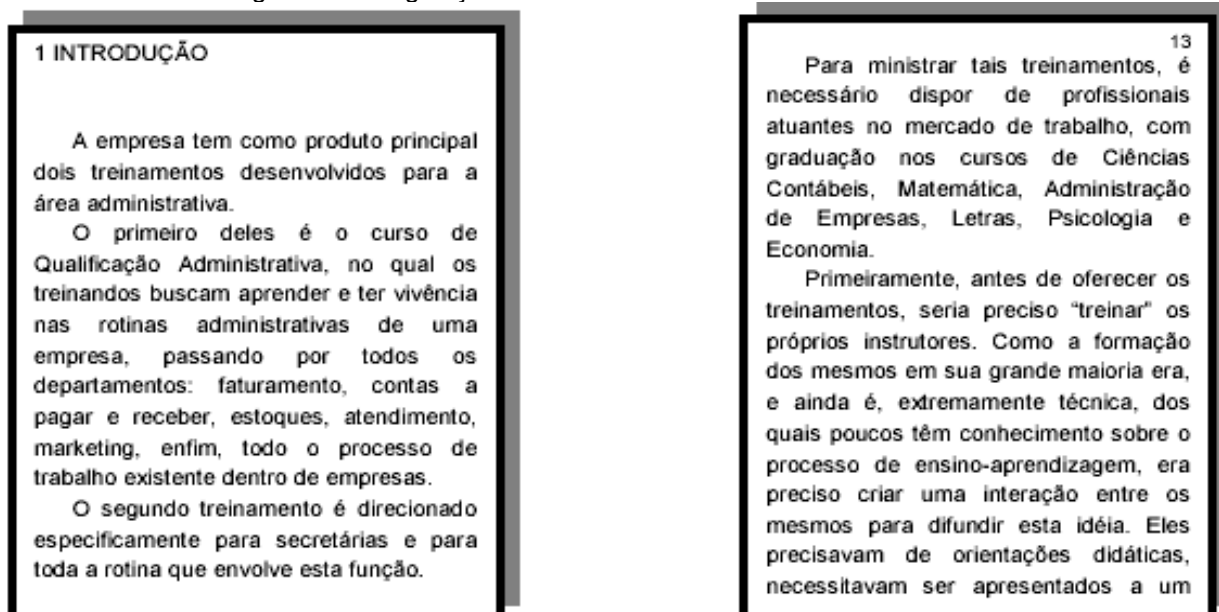 1 INTRODUÇÃO
A empresa tem como produto principal
dois treinamentos desenvolvidos para a
área administrativa.
O primeiro deles é o curso de
Qualificação Administrativa, no qual os
treinandos buscam aprender e ter vivência
nas rotinas administrativas de uma
empresa, passando por todos os
departamentos: faturamento, contas a
pagar e receber, estoques, atendimento,
marketing, enfim, todo o processo de
trabalho existente dentro de empresas.
O segundo treinamento é direcionado
especificamente para secretárias e para
toda a rotina que envolve esta função.
13
Para ministrar tais treinamentos, é
necessário dispor de profissionais
atuantes no mercado de trabalho, com
graduação nos cursos de Ciências
Contábeis, Matemática, Administração
de Empresas, Letras, Psicologia e
Economia.
Primeiramente, antes de oferecer os
treinamentos, seria preciso “treinar” os
próprios instrutores. Como a formação
dos mesmos em sua grande maioria era,
e ainda é, extremamente técnica, dos
quais poucos têm conhecimento sobre o
processo de ensino-aprendizagem, era
preciso criar uma interação entre os
mesmos para difundir esta idéia. Eles
precisavam de orientações didáticas,
necessitavam ser apresentados a um